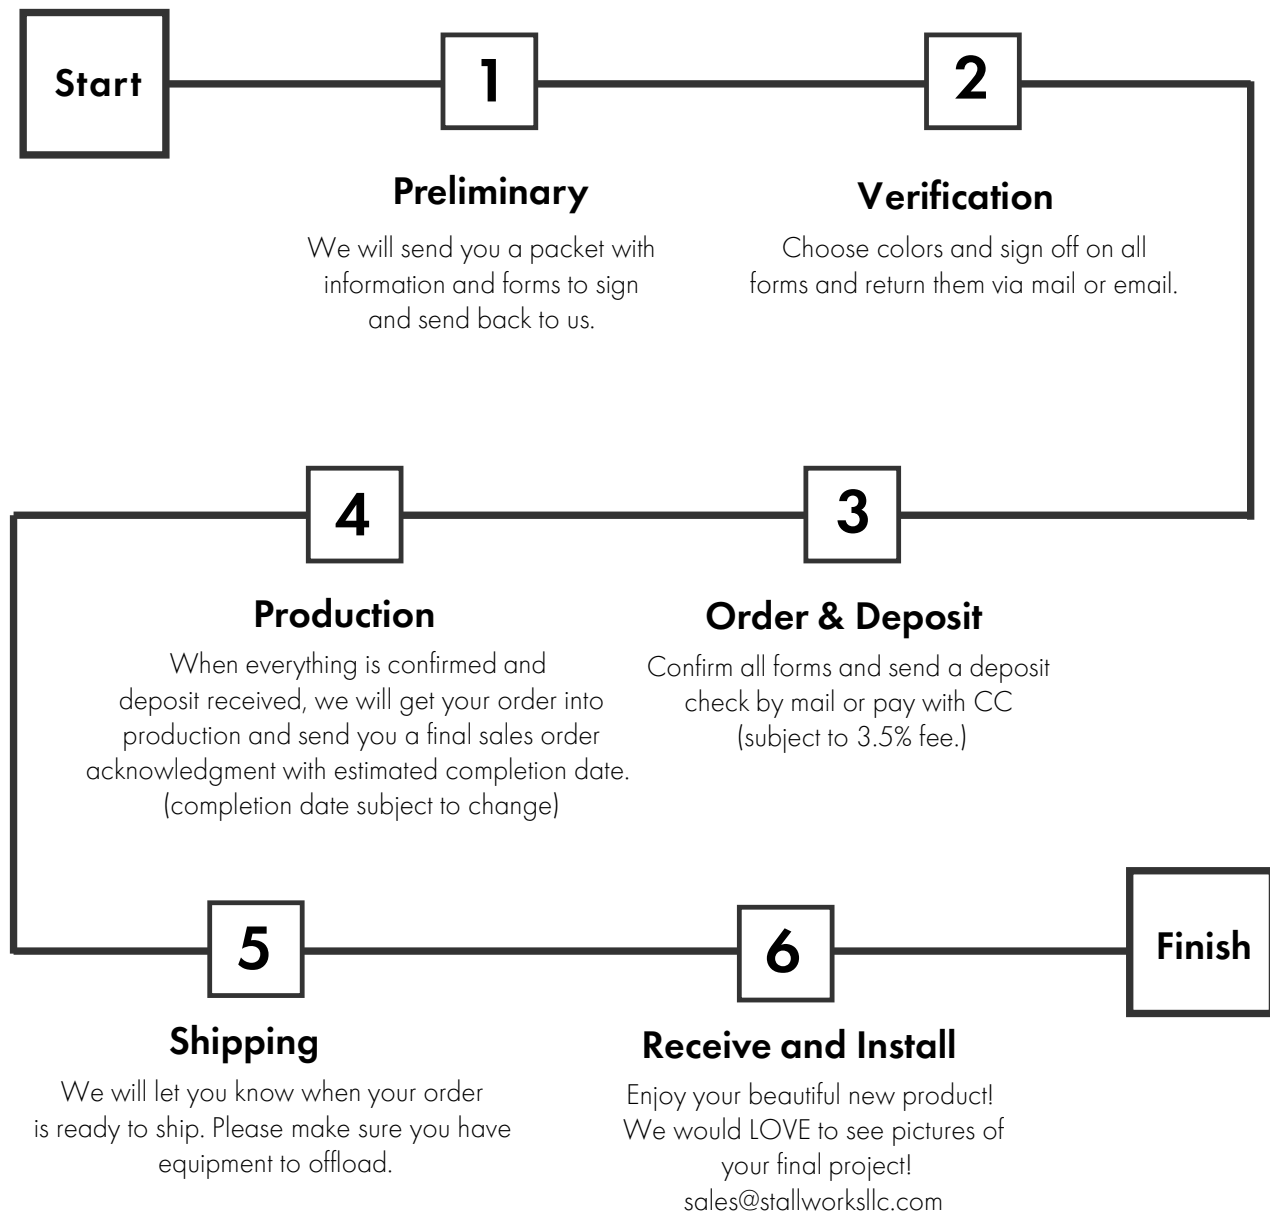 Start
1
2
Preliminary
We will send you a packet with
information and forms to sign
and send back to us.
Verification
Choose colors and sign off on all
forms and return them via mail or email.
3
Order & Deposit
Confirm all forms and send a deposit
check by mail or pay with CC
(subject to 3.5% fee.)
4
Production
When everything is confirmed and
deposit received, we will get your order into
production and send you a final sales order
acknowledgment with estimated completion date.
(completion date subject to change)
5
Shipping
We will let you know when your order
is ready to ship. Please make sure you have
equipment to offload.
6
Receive and Install
Enjoy your beautiful new product!
We would LOVE to see pictures of
your final project!
sales@stallworksllc.com
Finish